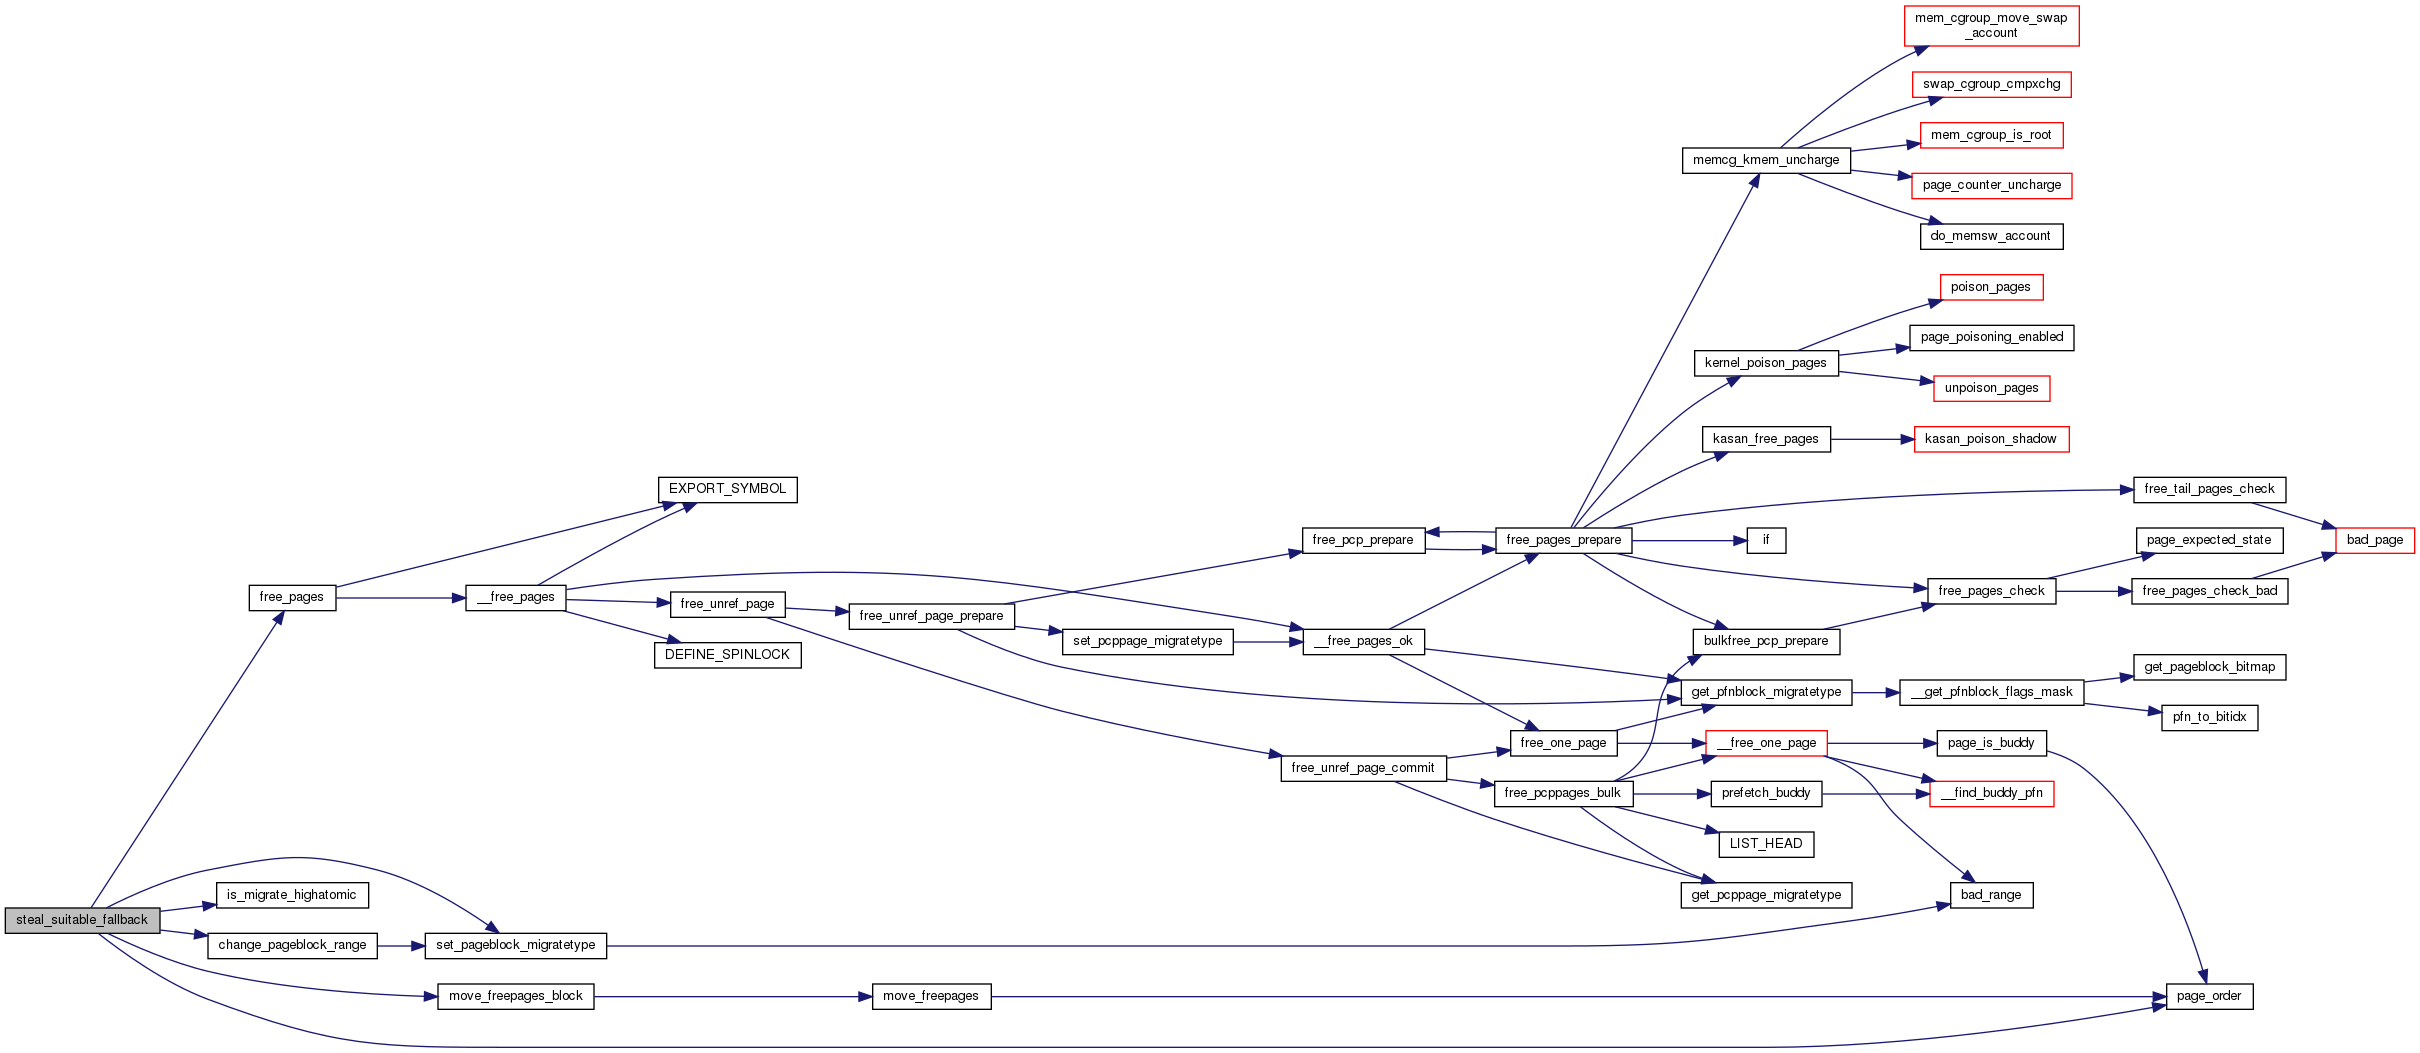 mem_cgroup_move_swap
_account
swap_cgroup_cmpxchg
mem_cgroup_is_root
memcg_kmem_uncharge
page_counter_uncharge
do_memsw_account
poison_pages
page_poisoning_enabled
kernel_poison_pages
unpoison_pages
kasan_free_pages
kasan_poison_shadow
EXPORT_SYMBOL
free_tail_pages_check
free_pcp_prepare
free_pages_prepare
if
page_expected_state
bad_page
free_pages
__free_pages
free_unref_page
free_unref_page_prepare
free_pages_check
free_pages_check_bad
DEFINE_SPINLOCK
set_pcppage_migratetype
__free_pages_ok
bulkfree_pcp_prepare
get_pageblock_bitmap
get_pfnblock_migratetype
__get_pfnblock_flags_mask
pfn_to_bitidx
free_one_page
__free_one_page
page_is_buddy
free_unref_page_commit
free_pcppages_bulk
prefetch_buddy
__find_buddy_pfn
LIST_HEAD
is_migrate_highatomic
get_pcppage_migratetype
bad_range
steal_suitable_fallback
change_pageblock_range
set_pageblock_migratetype
move_freepages_block
move_freepages
page_order